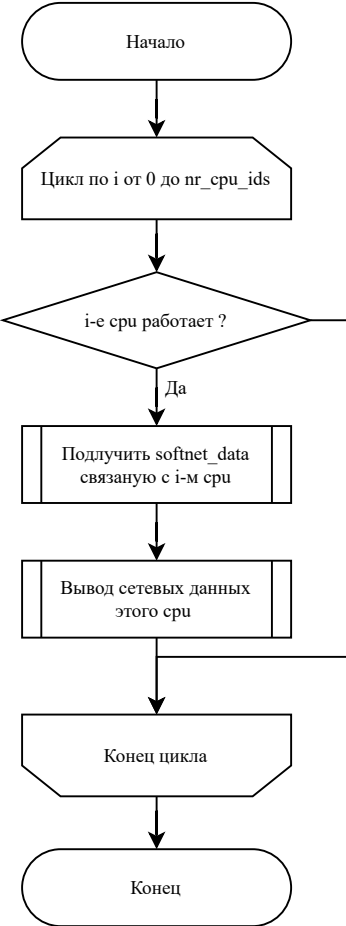 Начало
Цикл по i от 0 до nr_cpu_ids
i-е cpu работает ?
Да
Подлучить softnet_data
связаную с i-м cpu
Вывод сетевых данных
этого cpu
Конец цикла
Конец